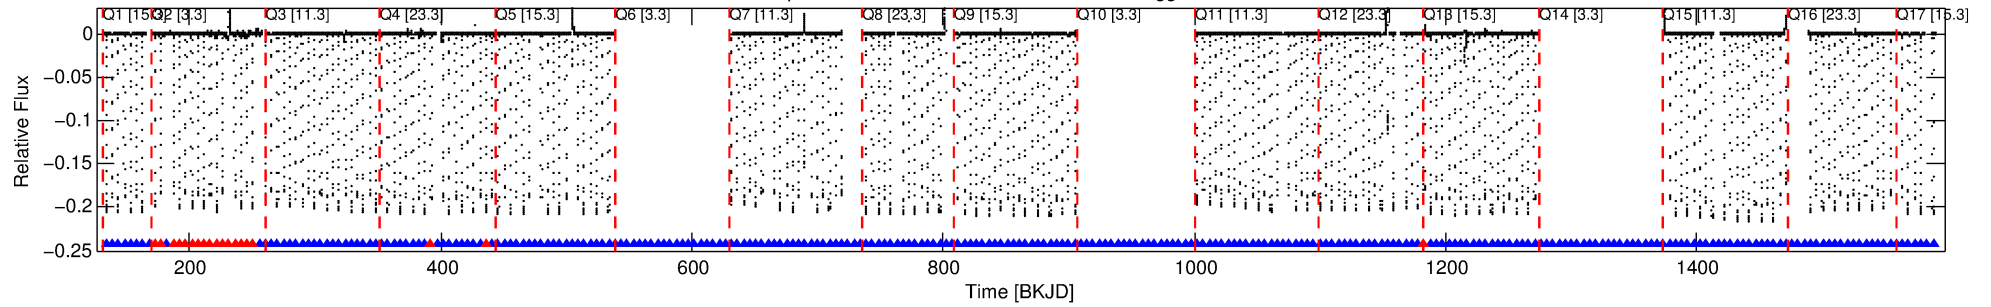 Q1 [15.3] Q2 [3.3] Q3 [11.3] Q4 [23.3] Q5 [15.3] Q6 [3.3] Q7 [11.3] Q8 [23.3] Q9 [15.3] Q10 [3.3] Q11 [11.3] Q12 [23.3] Q13 [15.3] Q14 [3.3] Q15 [11.3] Q16 [23.3] Q17 [15.3]
0
−0.05
−0.1
−0.15
−0.2
−0.25
Relative Flux
200 400 600 800 1000 1200 1400
Time [BKJD]